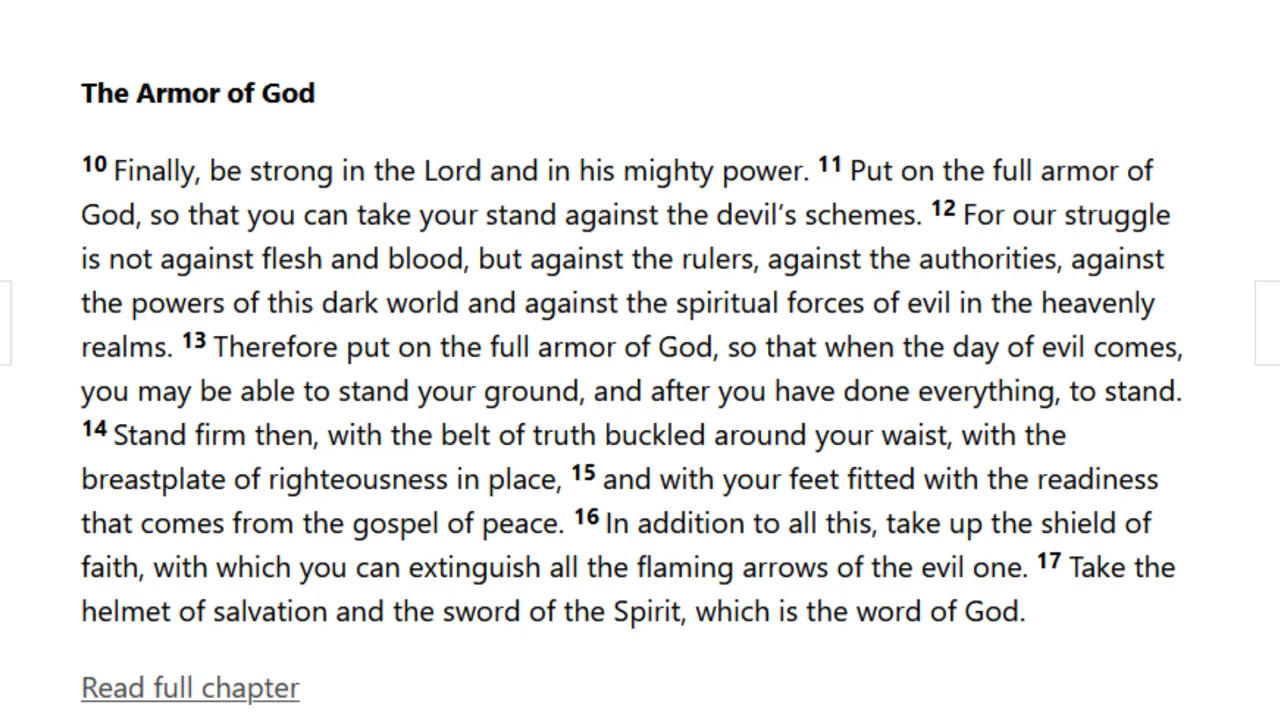 The Armor of God
10 Finally, be strong in the Lord and in his mighty power. 11 Put on the full armor of
God, so that you can take your stand against the devil’s schemes. 12 For our struggle
is not against flesh and blood, but against the rulers, against the authorities, against
the powers of this dark world and against the spiritual forces of evil in the heavenly
realms. 13 Therefore put on the full armor of God, so that when the day of evil comes,
you may be able to stand your ground, and after you have done everything, to stand.
14 Stand firm then, with the belt of truth buckled around your waist, with the
breastplate of righteousness in place, 15 and with your feet fitted with the readiness
that comes from the gospel of peace. 16 In addition to all this, take up the shield of
faith, with which you can extinguish all the flaming arrows of the evil one. 17 Take the
helmet of salvation and the sword of the Spirit, which is the word of God.
Read full chapter